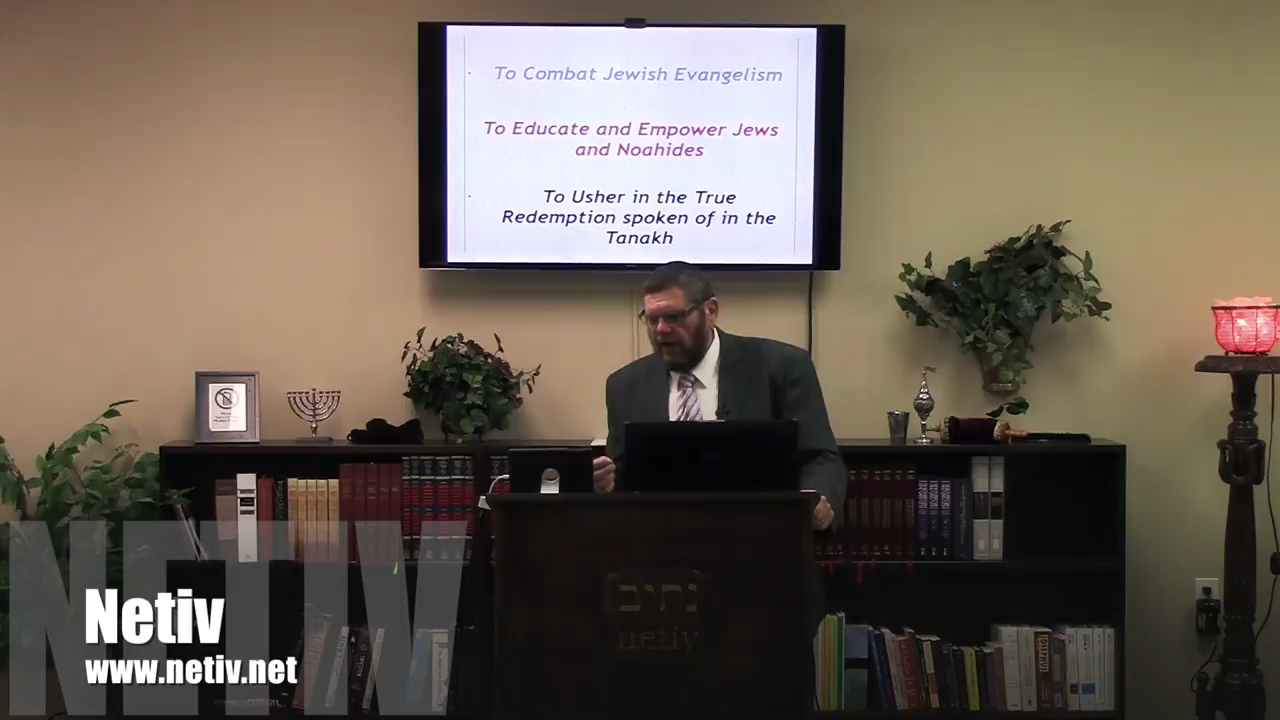 To Combat Jewish Evangelism
To Educate and Empower Jews
and Noahides
To Usher in the True
Redemption spoken of in the
Tanakh
נתיב
netiv
NETIV
Netiv
www.netiv.net